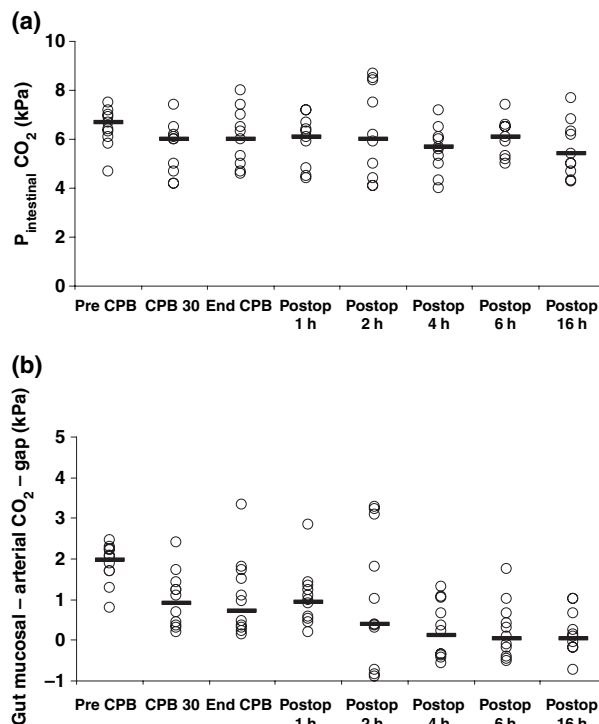 (a)
P intestinal CO2 (kPa)
10
8
6
4
2
0
Pre CPB CPB 30 End CPB Postop 1 h Postop 2 h Postop 4 h Postop 6 h Postop 16 h
(b)
Gut mucosal – arterial CO2 – gap (kPa)
5
4
3
2
1
0
–1
Pre CPB CPB 30 End CPB Postop 1 h Postop 2 h Postop 4 h Postop 6 h Postop 16 h